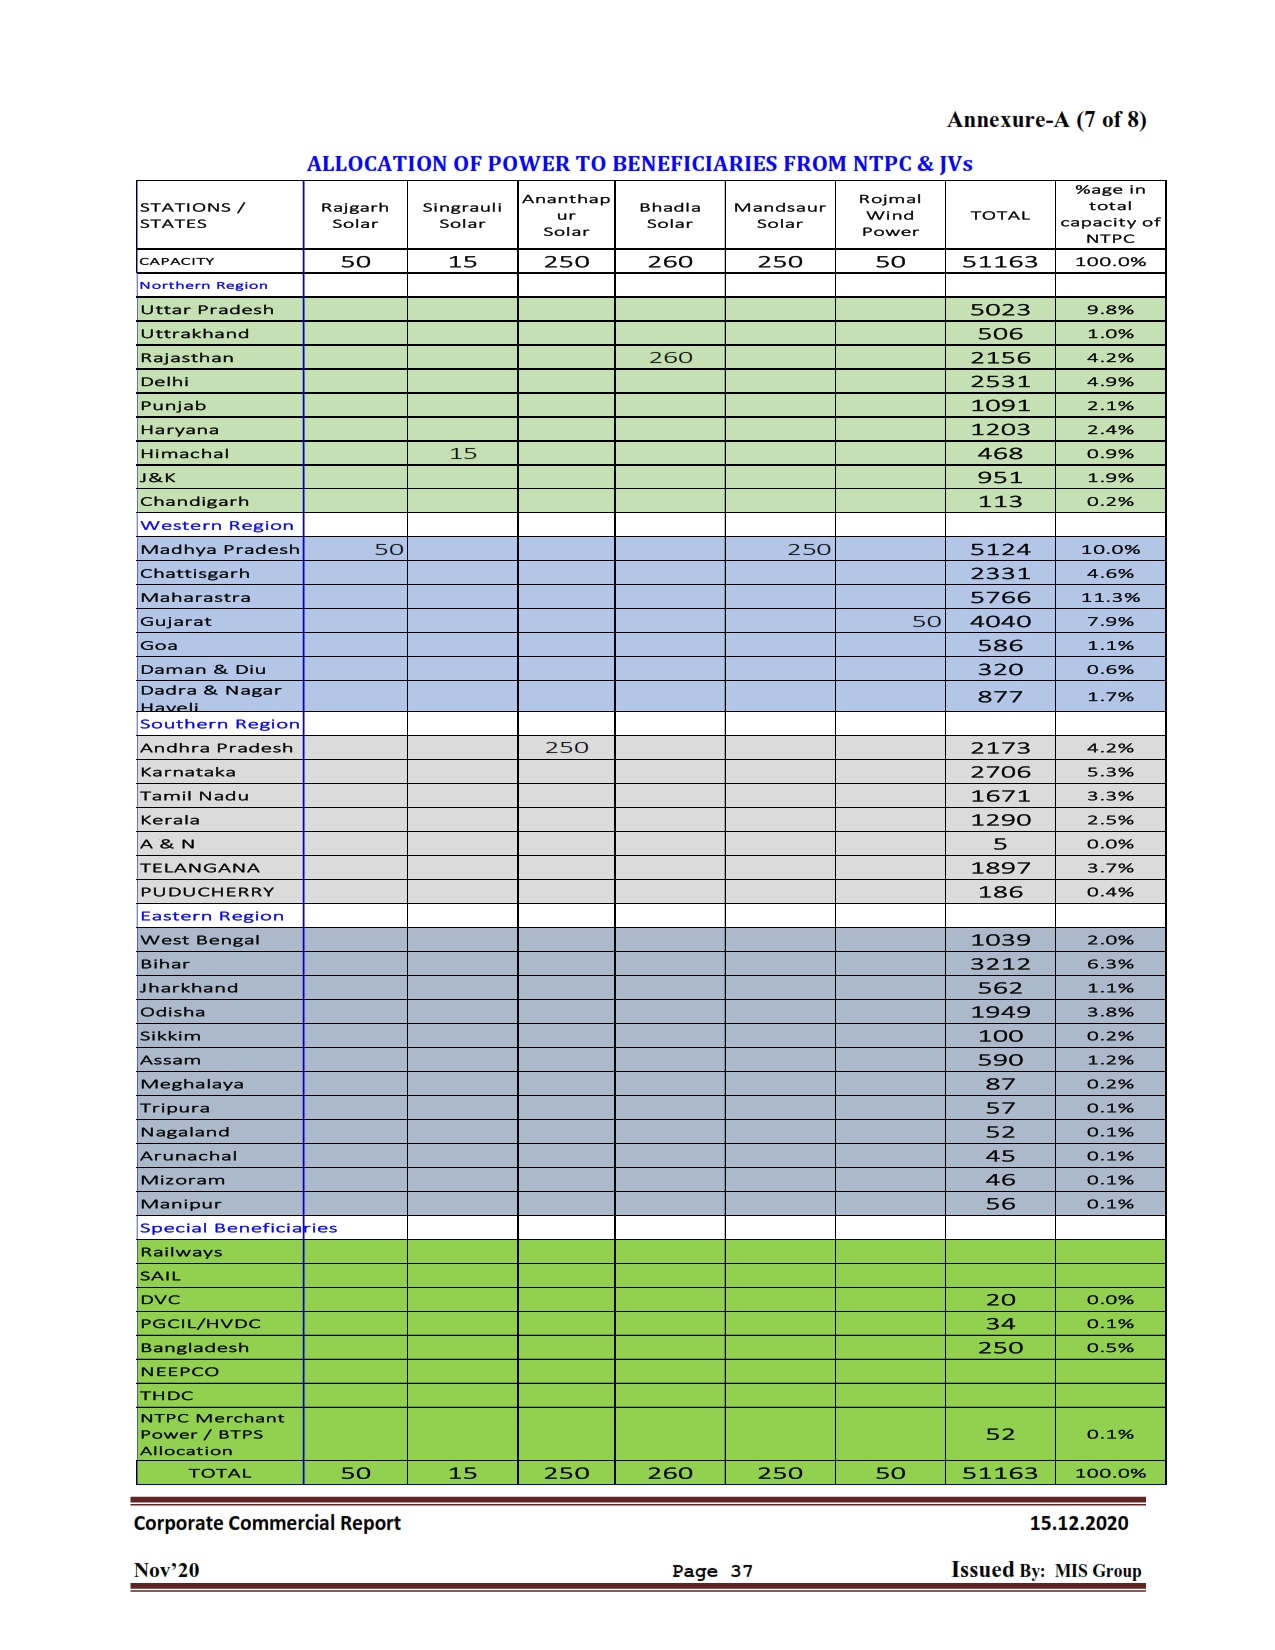 Annexure-A (7 of 8)
ALLOCATION OF POWER TO BENEFICIARIES FROM NTPC & JVs
STATIONS / STATES Rajgarh Solar Singrauli Solar Ananthapur Solar Bhadla Solar Mandsaur Solar Rojmal Wind Power TOTAL %age in total capacity of NTPC
CAPACITY 50 15 250 260 250 50 51163 100.0%
Northern Region
Uttar Pradesh 5023 9.8%
Uttrakhand 506 1.0%
Rajasthan 260 2156 4.2%
Delhi 2531 4.9%
Punjab 1091 2.1%
Haryana 1203 2.4%
Himachal 15 468 0.9%
J&K 951 1.9%
Chandigarh 113 0.2%
Western Region
Madhya Pradesh 50 250 5124 10.0%
Chattisgarh 2331 4.6%
Maharastra 5766 11.3%
Gujarat 50 4040 7.9%
Goa 586 1.1%
Daman & Diu 320 0.6%
Dadra & Nagar Haveli 877 1.7%
Southern Region
Andhra Pradesh 250 2173 4.2%
Karnataka 2706 5.3%
Tamil Nadu 1671 3.3%
Kerala 1290 2.5%
A & N 5 0.0%
TELANGANA 1897 3.7%
PUDUCHERRY 186 0.4%
Eastern Region
West Bengal 1039 2.0%
Bihar 3212 6.3%
Jharkhand 562 1.1%
Odisha 1949 3.8%
Sikkim 100 0.2%
Assam 590 1.2%
Meghalaya 87 0.2%
Tripura 57 0.1%
Nagaland 52 0.1%
Arunachal 45 0.1%
Mizoram 46 0.1%
Manipur 56 0.1%
Special Beneficiaries
Railways
SAIL
DVC 20 0.0%
PGCIL/HVDC 34 0.1%
Bangladesh 250 0.5%
NEEPCO
THDC
NTPC Merchant Power / BTPS Allocation 52 0.1%
TOTAL 50 15 250 260 250 50 51163 100.0%
Corporate Commercial Report 15.12.2020
Nov’20 Page 37 Issued By: MIS Group